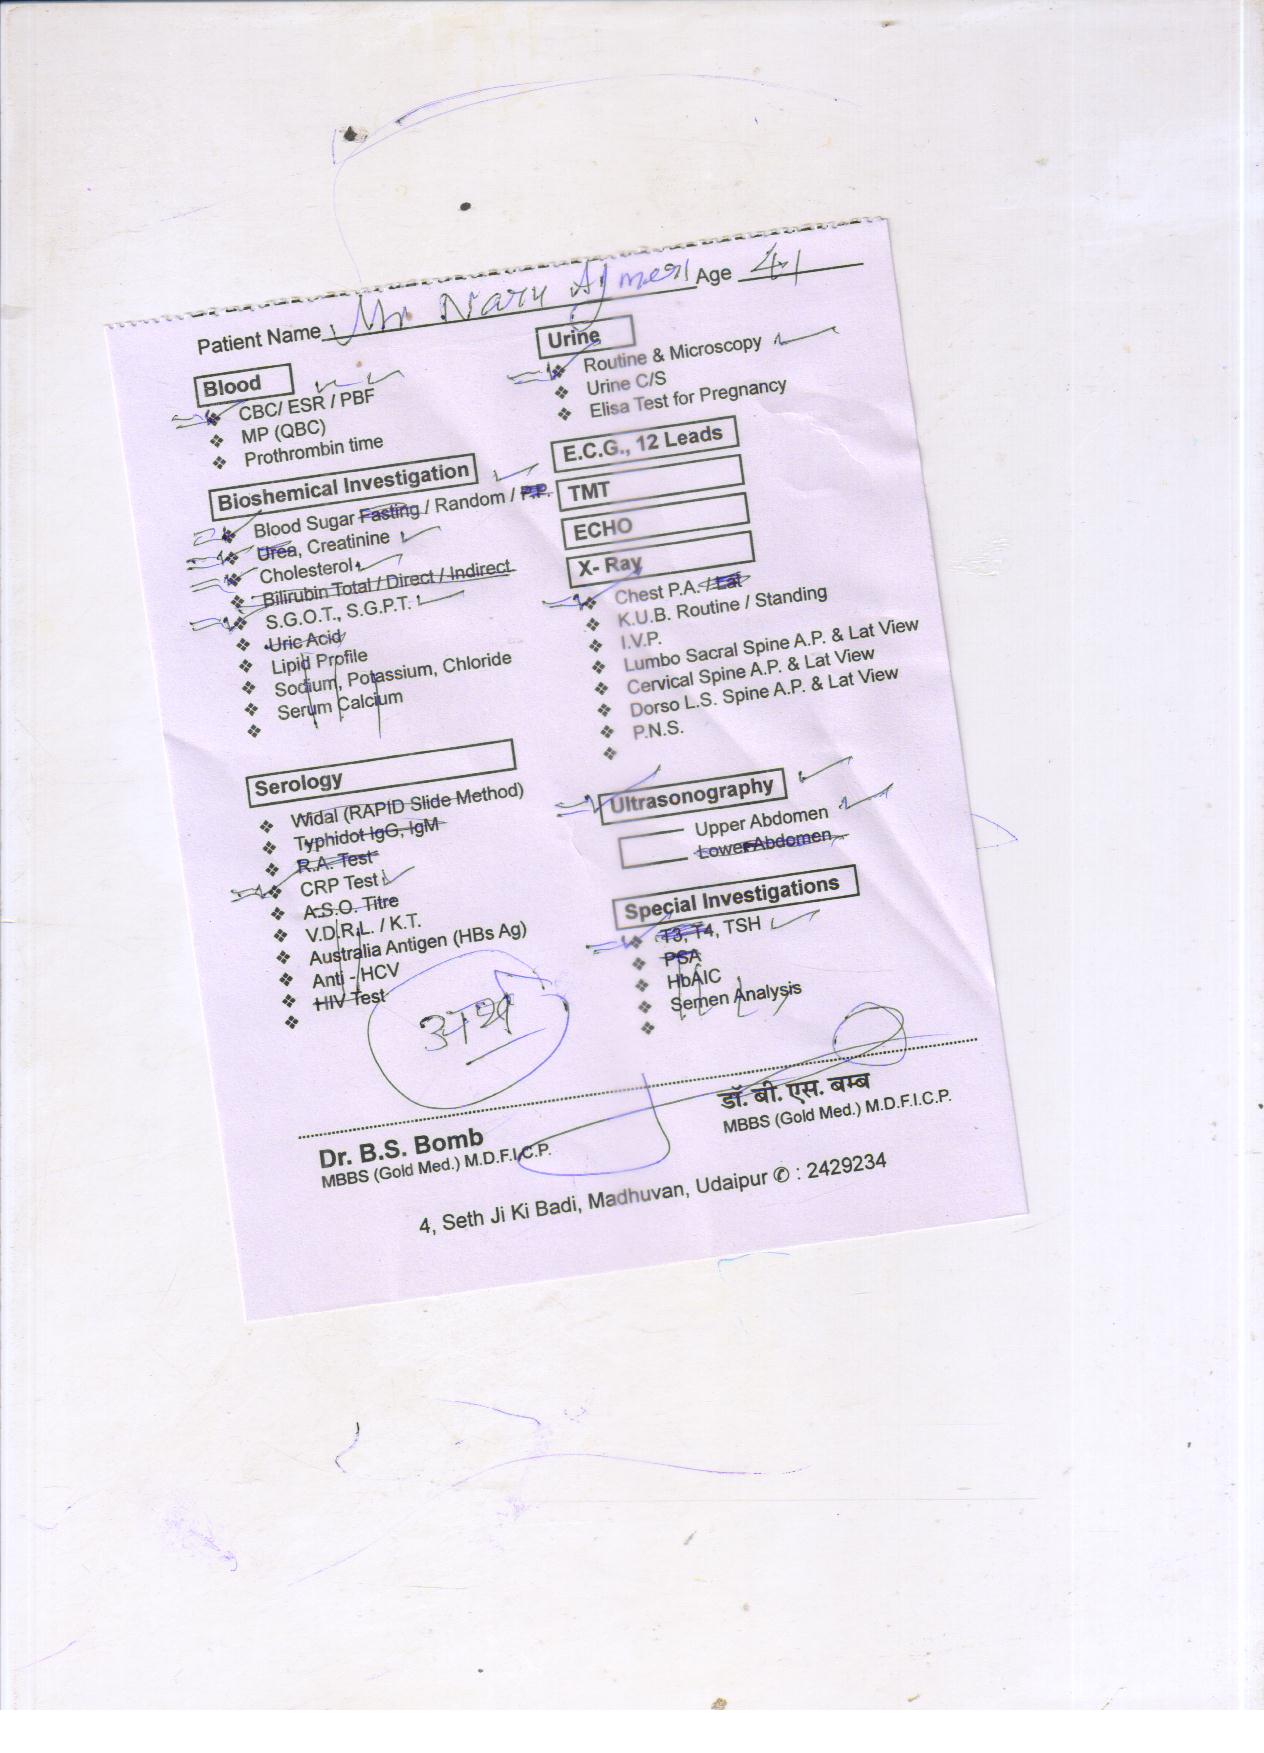 Patient Name Mr Naru Ajmera Age 41
Blood
CBC/ ESR / PBF
MP (QBC)
Prothrombin time
Bioshemical Investigation
Blood Sugar Fasting / Random / P.P.
Urea, Creatinine
Cholesterol
Bilirubin Total / Direct / Indirect
S.G.O.T., S.G.P.T.
Uric Acid
Lipid Profile
Sodium, Potassium, Chloride
Serum Calcium
Serology
Widal (RAPID Slide Method)
Typhidot IgG, IgM
R.A. Test
CRP Test
A.S.O. Titre
V.D.R.L. / K.T.
Australia Antigen (HBs Ag)
Anti - HCV
HIV Test
Urine
Routine & Microscopy
Urine C/S
Elisa Test for Pregnancy
E.C.G., 12 Leads
TMT
ECHO
X- Ray
Chest P.A. / Lat
K.U.B. Routine / Standing
I.V.P.
Lumbo Sacral Spine A.P. & Lat View
Cervical Spine A.P. & Lat View
Dorso L.S. Spine A.P. & Lat View
P.N.S.
Ultrasonography
Upper Abdomen
Lower Abdomen
Special Investigations
T3, T4, TSH
PSA
HbAIC
Semen Analysis
Dr. B.S. Bomb
MBBS (Gold Med.) M.D.F.I.C.P.
डॉ. बी. एस. बम्ब
MBBS (Gold Med.) M.D.F.I.C.P.
4, Seth Ji Ki Badi, Madhuvan, Udaipur ✆ : 2429234